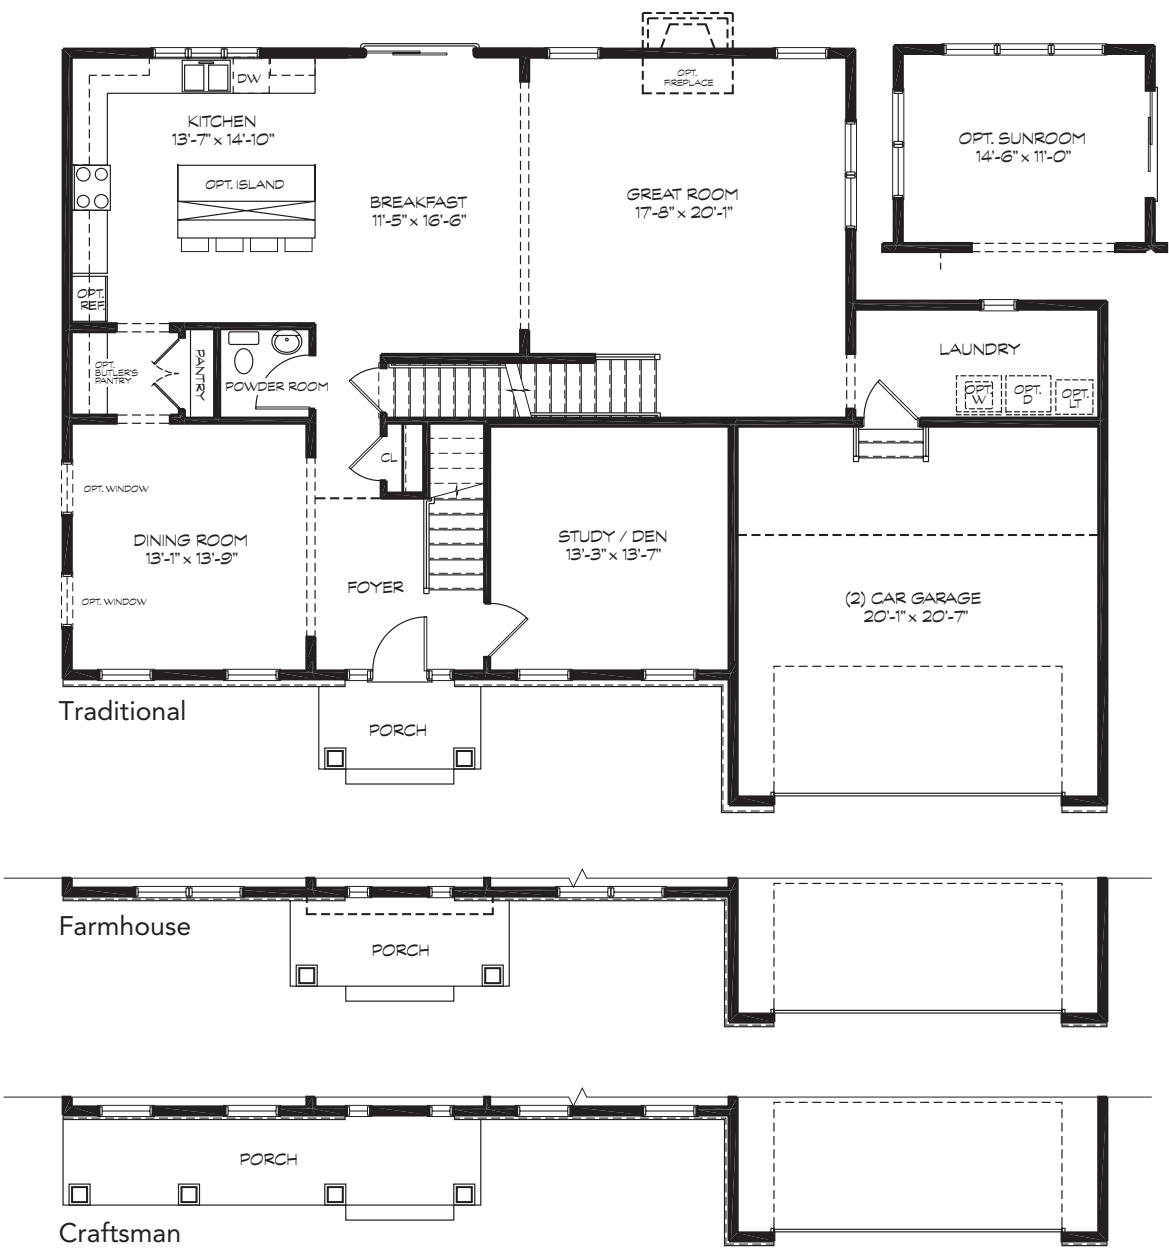 DW
OPT.
FIREPLACE
KITCHEN
13'-7" x 14'-10"
OPT. SUNROOM
14'-6" x 11'-0"
OPT. ISLAND
BREAKFAST
11'-5" x 16'-6"
GREAT ROOM
17'-8" x 20'-1"
OPT.
REF.
LAUNDRY
OPT.
BUTLER'S
PANTRY
PANTRY
POWDER ROOM
OPT.
W
OPT.
D
OPT.
LT
CL
OPT. WINDOW
DINING ROOM
13'-1" x 13'-9"
STUDY / DEN
13'-3" x 13'-7"
FOYER
OPT. WINDOW
(2) CAR GARAGE
20'-1" x 20'-7"
Traditional
PORCH
Farmhouse
PORCH
PORCH
Craftsman